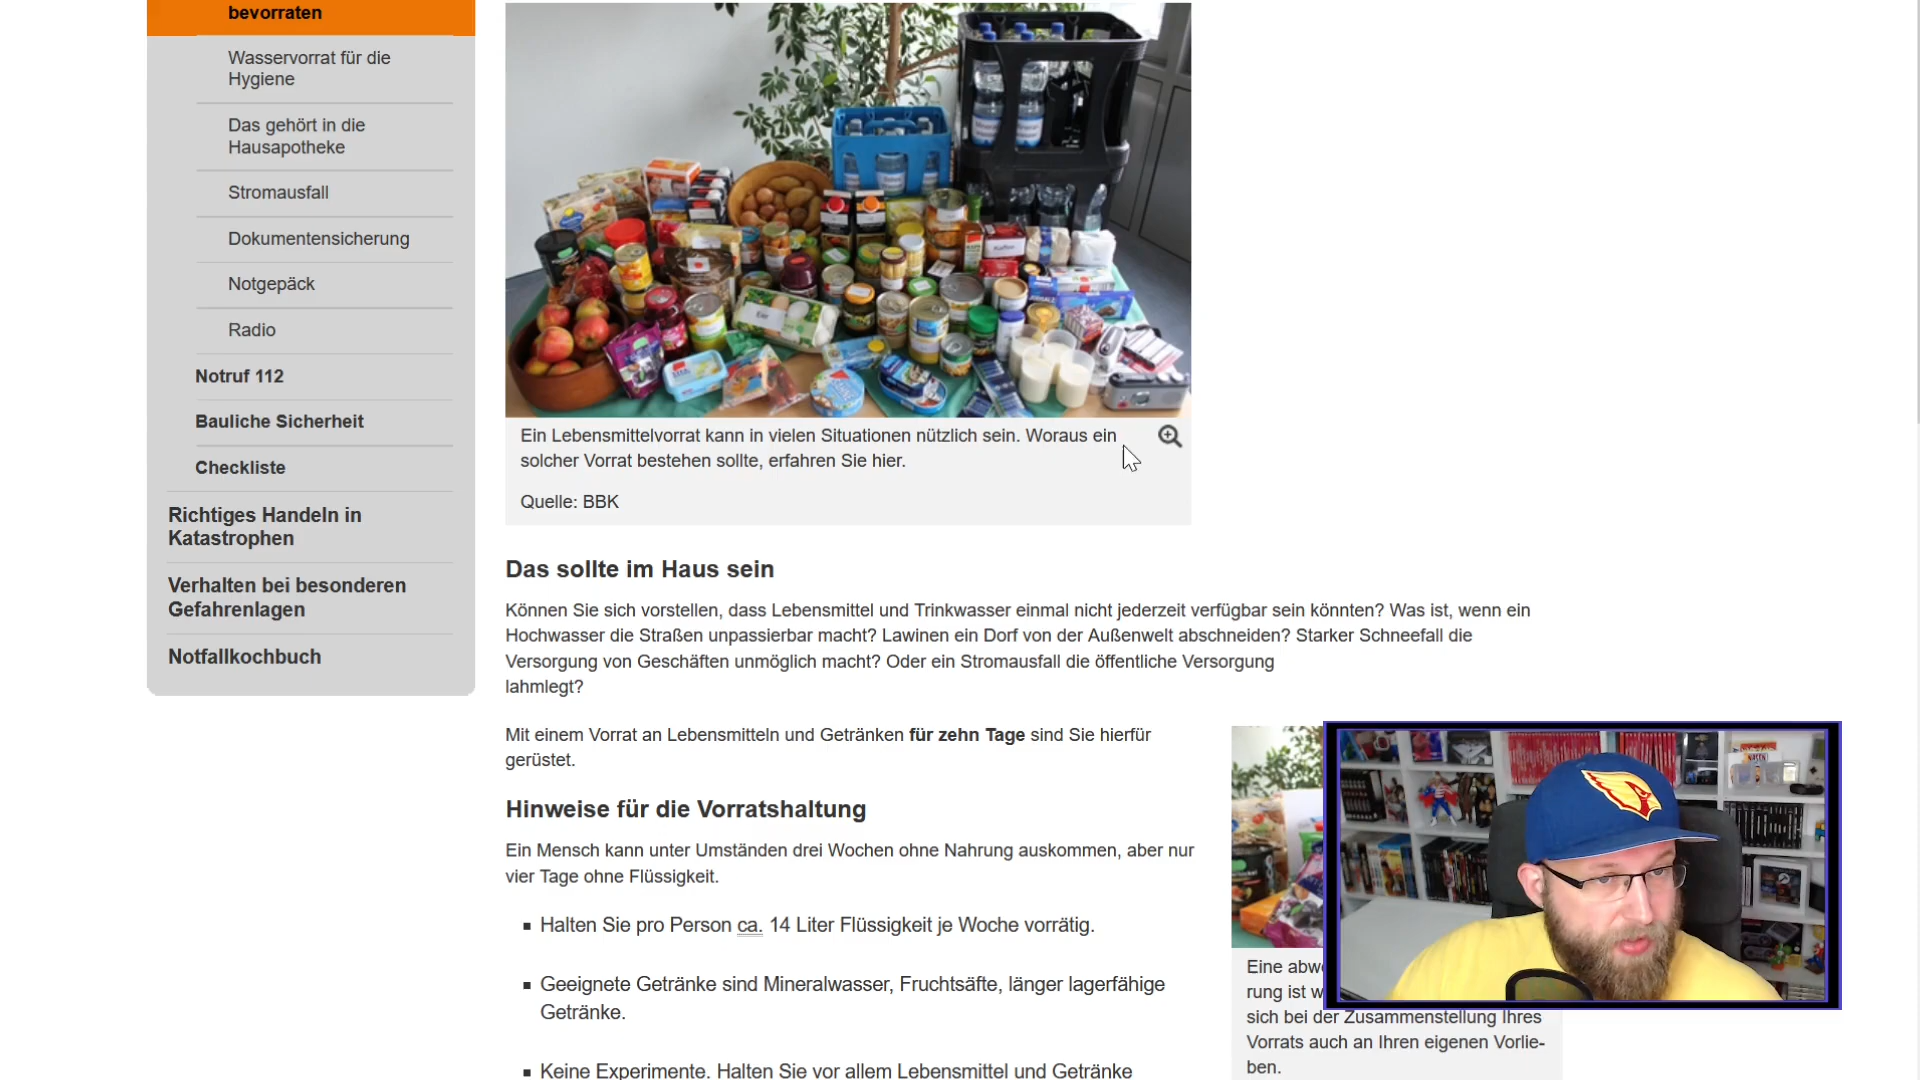 bevorraten
Wasservorrat für die
Hygiene
Das gehört in die
Hausapotheke
Stromausfall
Dokumentensicherung
Notgepäck
Radio
Notruf 112
Bauliche Sicherheit
Checkliste
Richtiges Handeln in
Katastrophen
Verhalten bei besonderen
Gefahrenlagen
Notfallkochbuch
Eier
Kaffee
Ein Lebensmittelvorrat kann in vielen Situationen nützlich sein. Woraus ein
solcher Vorrat bestehen sollte, erfahren Sie hier.
Quelle: BBK
Das sollte im Haus sein
Können Sie sich vorstellen, dass Lebensmittel und Trinkwasser einmal nicht jederzeit verfügbar sein könnten? Was ist, wenn ein
Hochwasser die Straßen unpassierbar macht? Lawinen ein Dorf von der Außenwelt abschneiden? Starker Schneefall die
Versorgung von Geschäften unmöglich macht? Oder ein Stromausfall die öffentliche Versorgung
lahmlegt?
Mit einem Vorrat an Lebensmitteln und Getränken für zehn Tage sind Sie hierfür
gerüstet.
Hinweise für die Vorratshaltung
Ein Mensch kann unter Umständen drei Wochen ohne Nahrung auskommen, aber nur
vier Tage ohne Flüssigkeit.
▪ Halten Sie pro Person ca. 14 Liter Flüssigkeit je Woche vorrätig.
▪ Geeignete Getränke sind Mineralwasser, Fruchtsäfte, länger lagerfähige
Getränke.
▪ Keine Experimente. Halten Sie vor allem Lebensmittel und Getränke
Eine
rung ist
sich bei der Zusammenstellung Ihres
Vorrats auch an Ihren eigenen Vorlie-
ben.